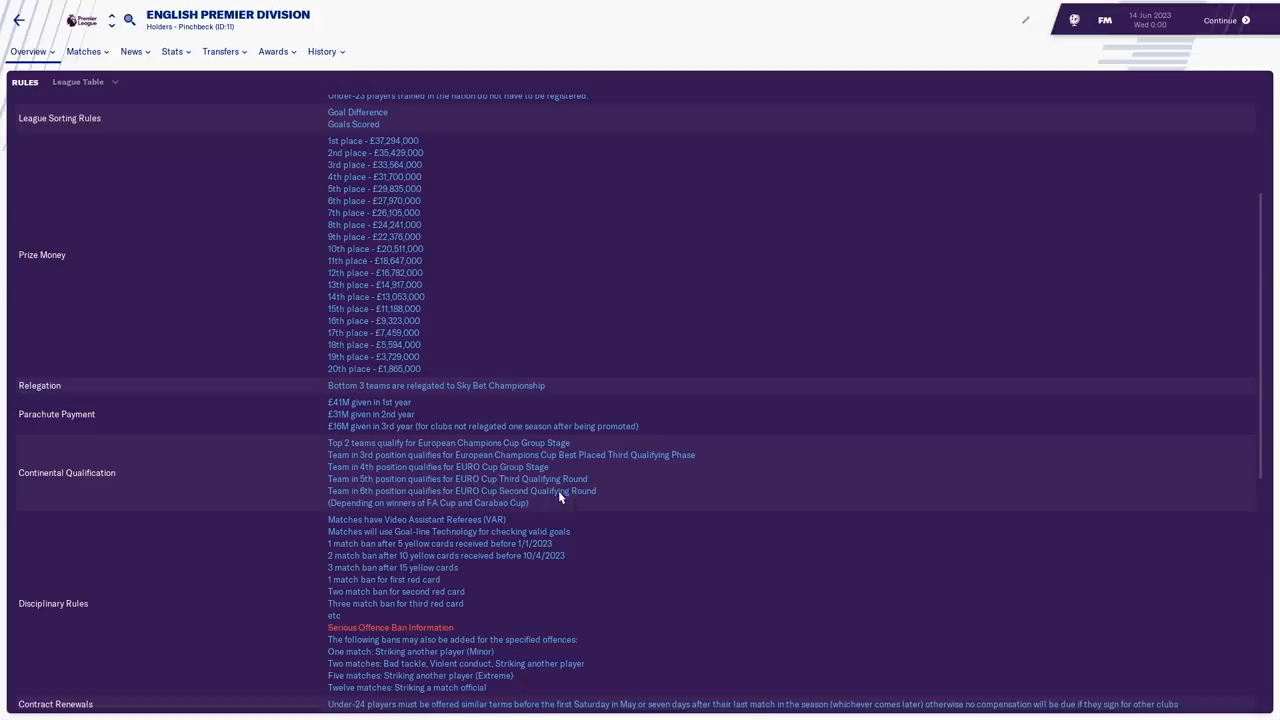 Premier League
ENGLISH PREMIER DIVISION
Holders - Pinchbeck (ID:11)
FM
14 Jun 2023
Wed 0:00
Continue
Overview
Matches
News
Stats
Transfers
Awards
History
RULES
League Table
Under-23 players trained in the nation do not have to be registered.
League Sorting Rules
Goal Difference
Goals Scored
Prize Money
1st place - £37,294,000
2nd place - £35,429,000
3rd place - £33,564,000
4th place - £31,700,000
5th place - £29,835,000
6th place - £27,970,000
7th place - £26,105,000
8th place - £24,241,000
9th place - £22,376,000
10th place - £20,511,000
11th place - £18,647,000
12th place - £16,782,000
13th place - £14,917,000
14th place - £13,053,000
15th place - £11,188,000
16th place - £9,323,000
17th place - £7,459,000
18th place - £5,594,000
19th place - £3,729,000
20th place - £1,865,000
Relegation
Bottom 3 teams are relegated to Sky Bet Championship
Parachute Payment
£41M given in 1st year
£31M given in 2nd year
£16M given in 3rd year (for clubs not relegated one season after being promoted)
Continental Qualification
Top 2 teams qualify for European Champions Cup Group Stage
Team in 3rd position qualifies for European Champions Cup Best Placed Third Qualifying Phase
Team in 4th position qualifies for EURO Cup Group Stage
Team in 5th position qualifies for EURO Cup Third Qualifying Round
Team in 6th position qualifies for EURO Cup Second Qualifying Round
(Depending on winners of FA Cup and Carabao Cup)
Disciplinary Rules
Matches have Video Assistant Referees (VAR)
Matches will use Goal-line Technology for checking valid goals
1 match ban after 5 yellow cards received before 1/1/2023
2 match ban after 10 yellow cards received before 10/4/2023
3 match ban after 15 yellow cards
1 match ban for first red card
Two match ban for second red card
Three match ban for third red card
etc
Serious Offence Ban Information
The following bans may also be added for the specified offences:
One match: Striking another player (Minor)
Two matches: Bad tackle, Violent conduct, Striking another player
Five matches: Striking another player (Extreme)
Twelve matches: Striking a match official
Contract Renewals
Under-24 players must be offered similar terms before the first Saturday in May or seven days after their last match in the season (whichever comes later) otherwise no compensation will be due if they sign for other clubs